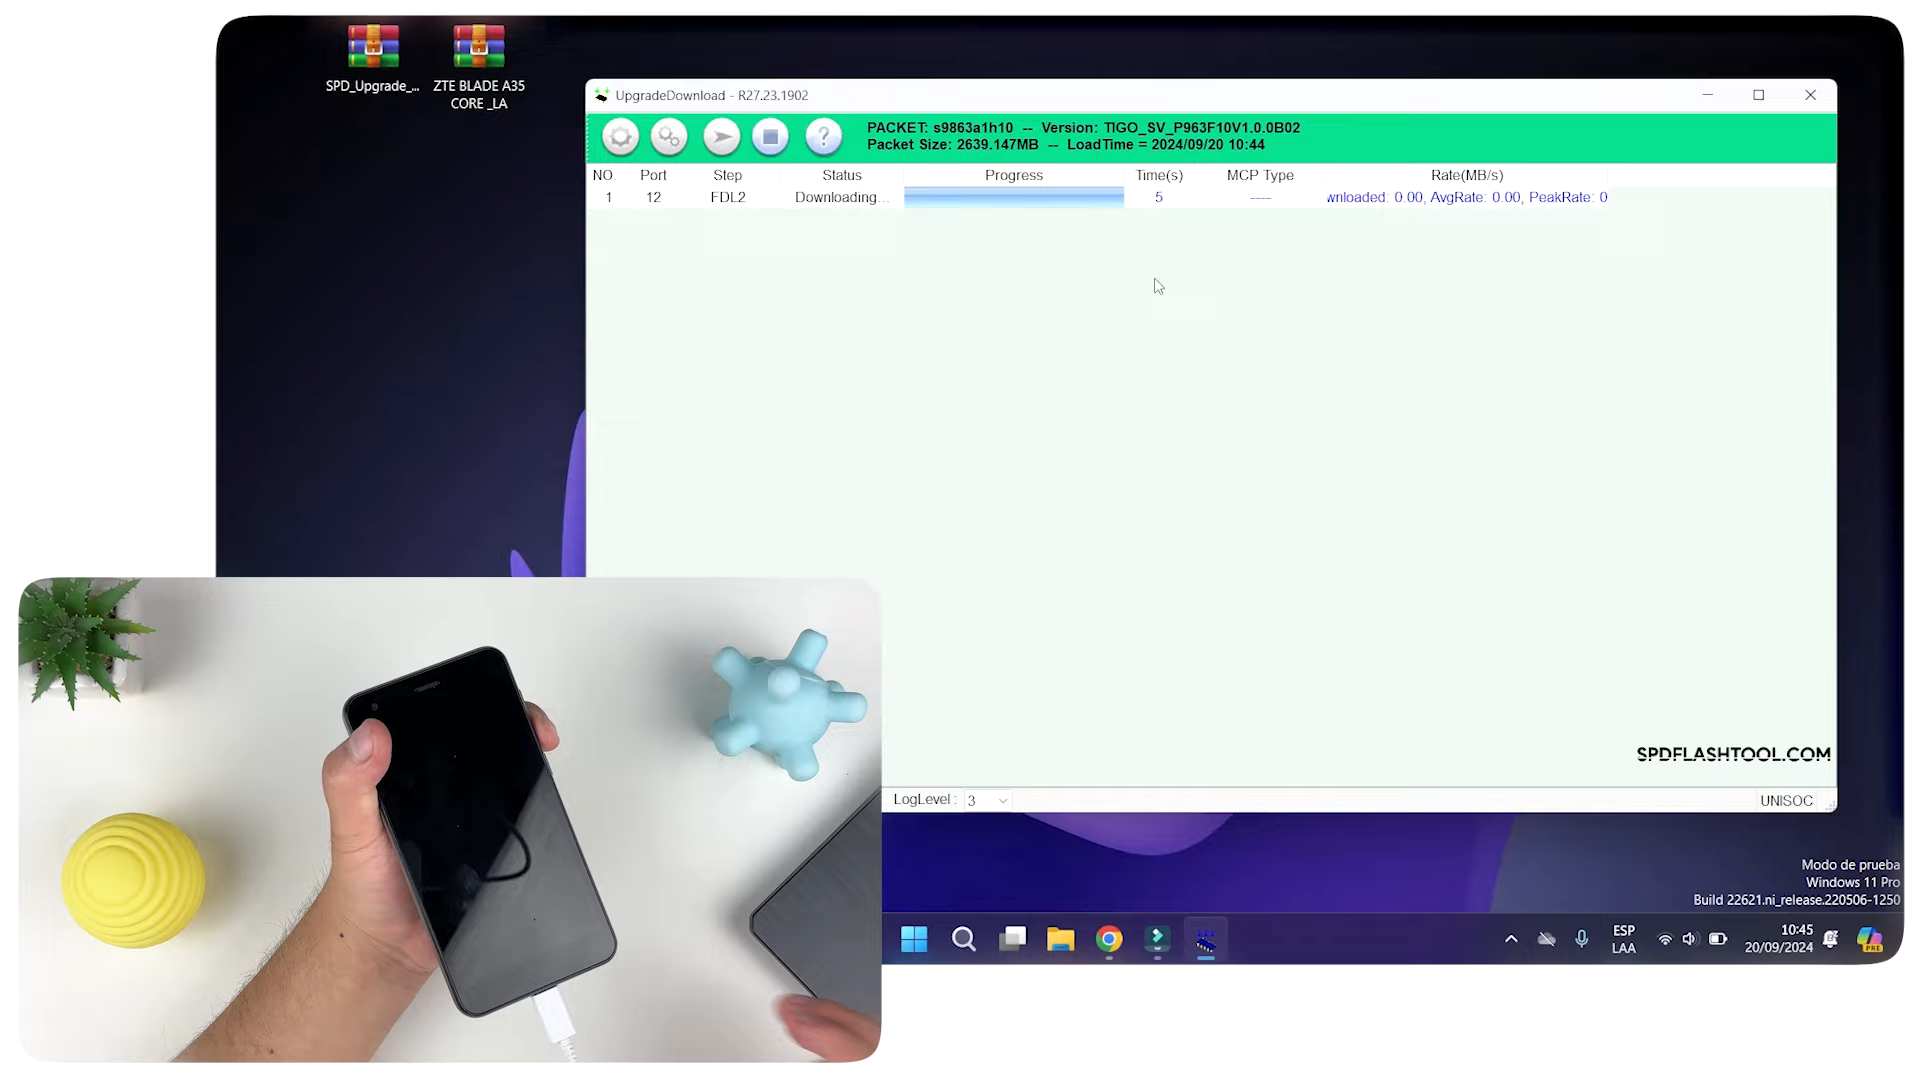 SPD_Upgrade_...
ZTE BLADE A35
CORE _LA
UpgradeDownload - R27.23.1902
PACKET: s9863a1h10 -- Version: TIGO_SV_P963F10V1.0.0B02
Packet Size: 2639.147MB -- LoadTime = 2024/09/20 10:44
NO. Port Step Status Progress Time(s) MCP Type Rate(MB/s)
1 12 FDL2 Downloading... 5 ---- wnloaded: 0.00, AvgRate: 0.00, PeakRate: 0
SPDFLASHTOOL.COM
LogLevel : 3
UNISOC
Modo de prueba
Windows 11 Pro
Build 22621.ni_release.220506-1250
PRE
ESP
LAA
10:45
20/09/2024